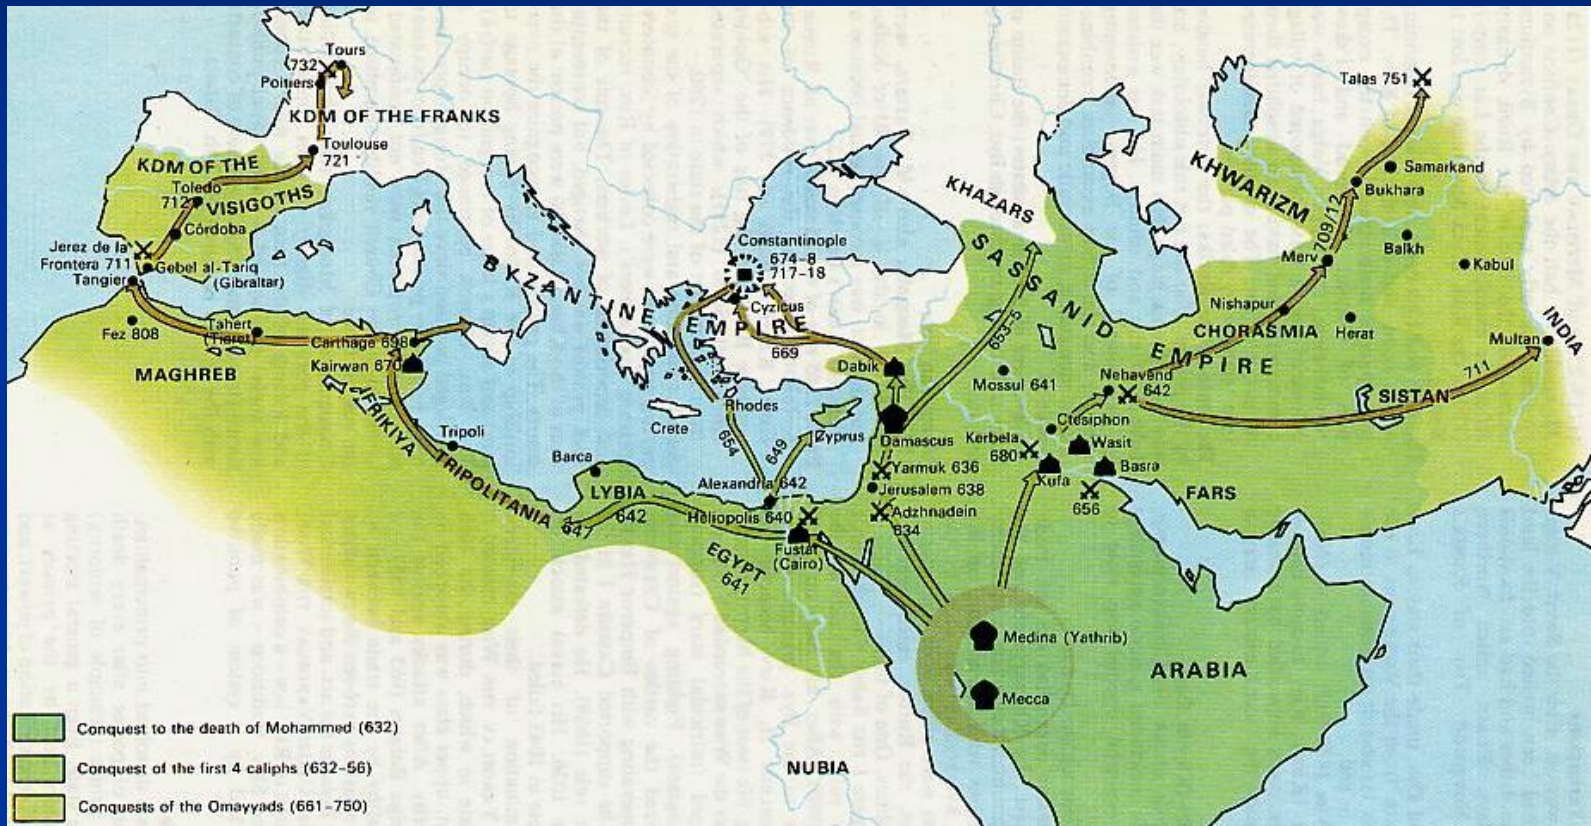 Tours
732
Poitiers
KDM OF THE FRANKS
Toulouse
721
KDM OF THE
VISIGOTHS
Toledo
712
Córdoba
Jerez de la
Frontera 711
Gebel al-Tariq
(Gibraltar)
Tangier
Fez 808
Tahert
(Tiaret)
Carthage 698
Kairwan 670
MAGHREB
IFRIKIYA
Tripoli
TRIPOLITANIA
Barca
LYBIA
642
647
BYZANTINE EMPIRE
Constantinople
674-8
717-18
Cyzicus
669
Rhodes
Crete
654
649
Cyprus
Alexandria 642
Heliopolis 640
Fustat
(Cairo)
EGYPT
641
Dabik
Damascus
Yarmuk 636
Jerusalem 638
Adzhnadein
634
KHAZARS
SASSANID EMPIRE
653-5
Mossul 641
Nehavend
642
Ctesiphon
Kerbela
680
Wasit
Kufa
Basra
656
FARS
KHWARIZM
Talas 751
Samarkand
Bukhara
709/12
Merv
Balkh
Kabul
Nishapur
CHORASMIA
Herat
Multan
INDIA
711
SISTAN
Medina (Yathrib)
Mecca
ARABIA
NUBIA
Conquest to the death of Mohammed (632)
Conquest of the first 4 caliphs (632-56)
Conquests of the Omayyads (661-750)